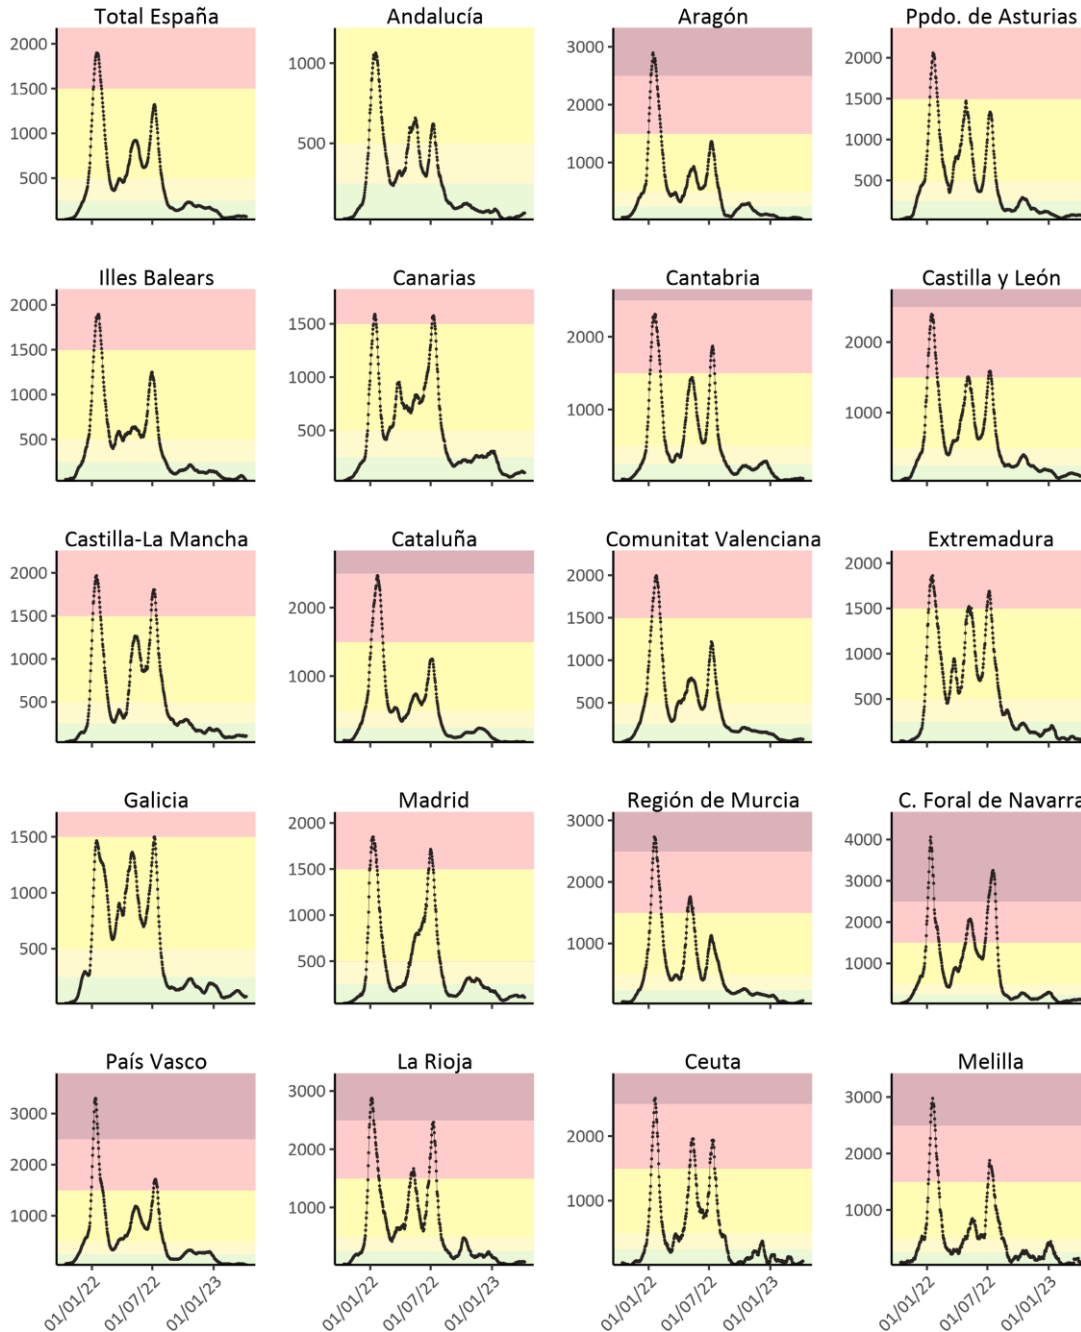 Total España Andalucía Aragón Ppdo. de Asturias
2000 1500 1000 500
1000 500
3000 2000 1000
2000 1500 1000 500
Illes Balears Canarias Cantabria Castilla y León
2000 1500 1000 500
1500 1000 500
2000 1000
2000 1000
Castilla-La Mancha Cataluña Comunitat Valenciana Extremadura
2000 1500 1000 500
2000 1000
2000 1500 1000 500
2000 1500 1000 500
Galicia Madrid Región de Murcia C. Foral de Navarra
1500 1000 500
2000 1500 1000 500
3000 2000 1000
4000 3000 2000 1000
País Vasco La Rioja Ceuta Melilla
3000 2000 1000
3000 2000 1000
2000 1000
3000 2000 1000
01/01/22 01/07/22 01/01/23 01/01/22 01/07/22 01/01/23 01/01/22 01/07/22 01/01/23 01/01/22 01/07/22 01/01/23